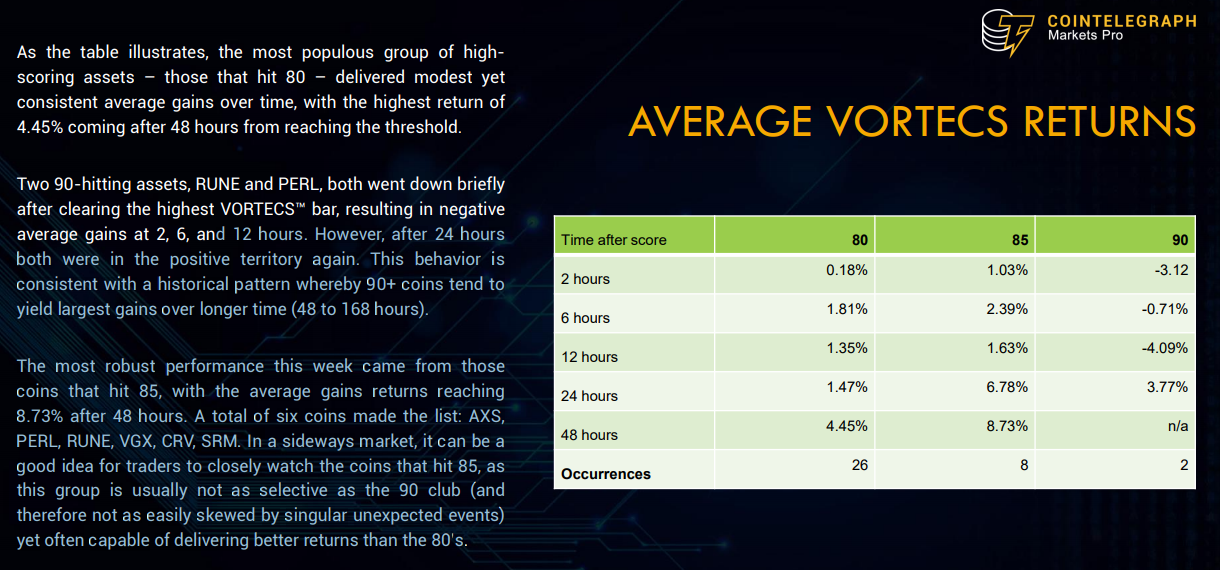 COINTELEGRAPH
Markets Pro
As the table illustrates, the most populous group of high-
scoring assets – those that hit 80 – delivered modest yet
consistent average gains over time, with the highest return of
4.45% coming after 48 hours from reaching the threshold.
Two 90-hitting assets, RUNE and PERL, both went down briefly
after clearing the highest VORTECS™ bar, resulting in negative
average gains at 2, 6, and 12 hours. However, after 24 hours
both were in the positive territory again. This behavior is
consistent with a historical pattern whereby 90+ coins tend to
yield largest gains over longer time (48 to 168 hours).
The most robust performance this week came from those
coins that hit 85, with the average gains returns reaching
8.73% after 48 hours. A total of six coins made the list: AXS,
PERL, RUNE, VGX, CRV, SRM. In a sideways market, it can be a
good idea for traders to closely watch the coins that hit 85, as
this group is usually not as selective as the 90 club (and
therefore not as easily skewed by singular unexpected events)
yet often capable of delivering better returns than the 80's.
AVERAGE VORTECS RETURNS
Time after score 80 85 90
2 hours 0.18% 1.03% -3.12
6 hours 1.81% 2.39% -0.71%
12 hours 1.35% 1.63% -4.09%
24 hours 1.47% 6.78% 3.77%
48 hours 4.45% 8.73% n/a
Occurrences 26 8 2